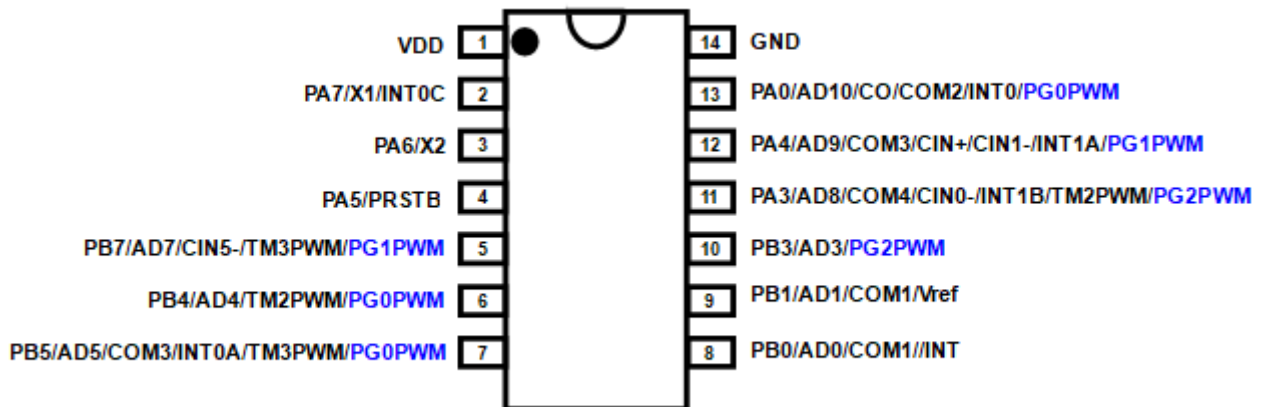 VDD 1 14 GND
PA7/X1/INT0C 2 13 PA0/AD10/CO/COM2/INT0/PG0PWM
PA6/X2 3 12 PA4/AD9/COM3/CIN+/CIN1-/INT1A/PG1PWM
PA5/PRSTB 4 11 PA3/AD8/COM4/CIN0-/INT1B/TM2PWM/PG2PWM
PB7/AD7/CIN5-/TM3PWM/PG1PWM 5 10 PB3/AD3/PG2PWM
PB4/AD4/TM2PWM/PG0PWM 6 9 PB1/AD1/COM1/Vref
PB5/AD5/COM3/INT0A/TM3PWM/PG0PWM 7 8 PB0/AD0/COM1//INT